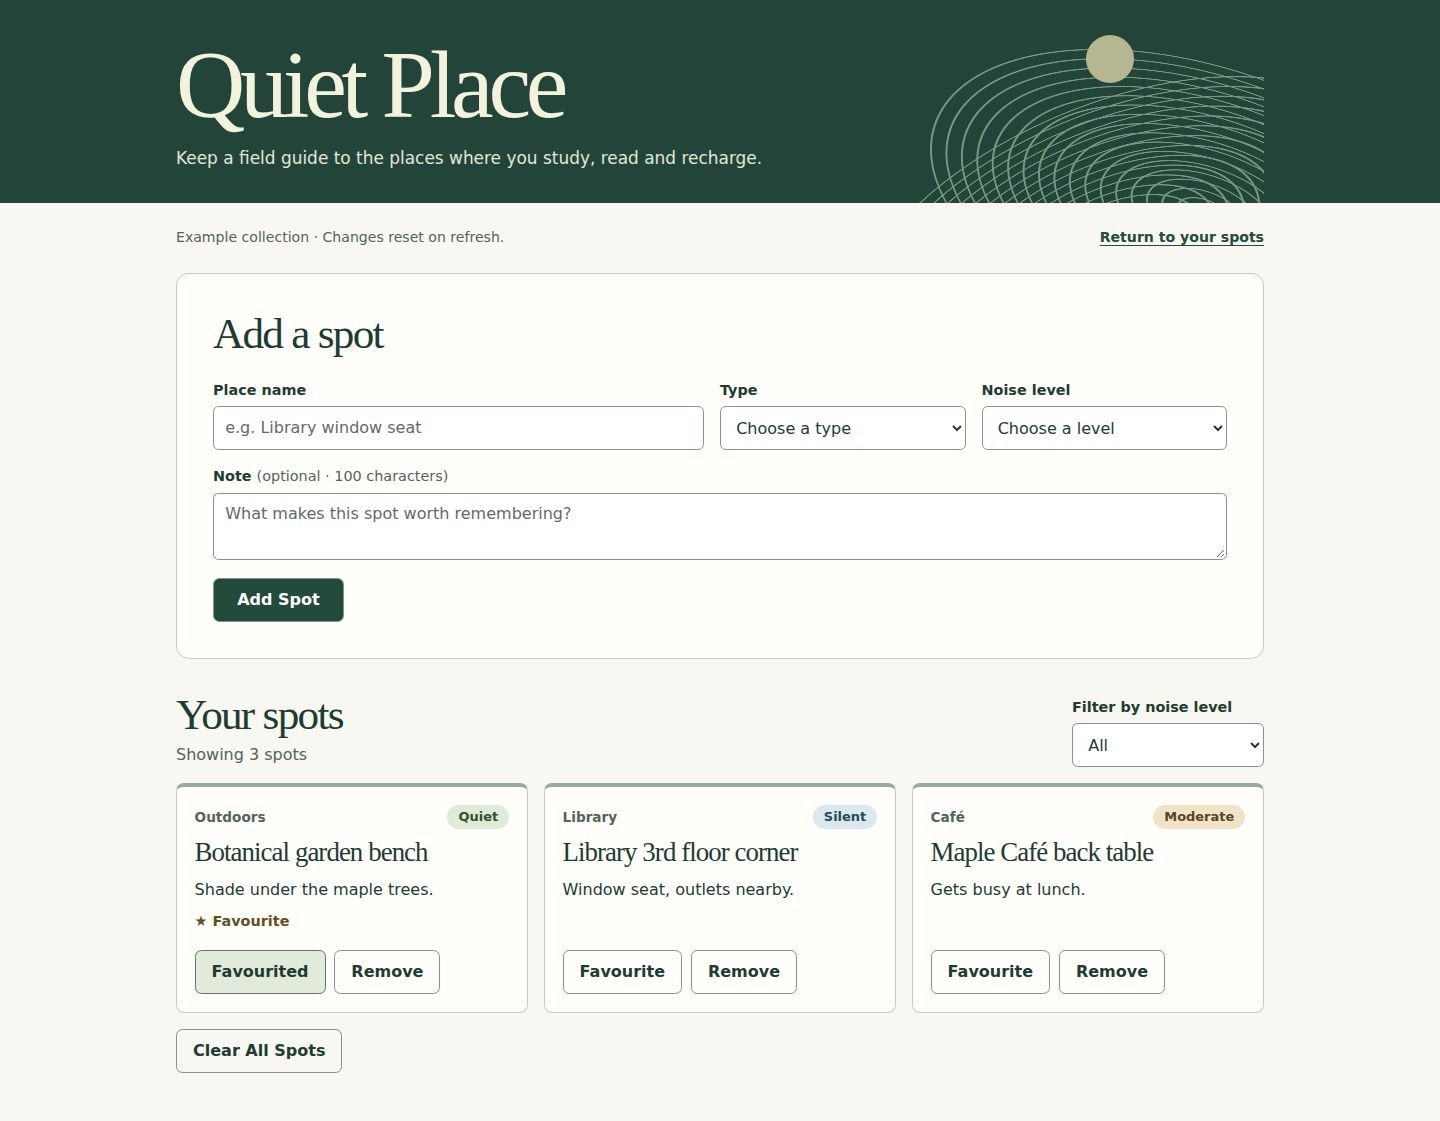 Quiet Place
Keep a field guide to the places where you study, read and recharge.
Example collection · Changes reset on refresh.
Return to your spots
Add a spot
Place name
Type
Noise level
e.g. Library window seat
Choose a type
Choose a level
Note (optional · 100 characters)
What makes this spot worth remembering?
Add Spot
Your spots
Showing 3 spots
Filter by noise level
All
Outdoors
Quiet
Botanical garden bench
Shade under the maple trees.
★ Favourite
Favourited
Remove
Library
Silent
Library 3rd floor corner
Window seat, outlets nearby.
Favourite
Remove
Café
Moderate
Maple Café back table
Gets busy at lunch.
Favourite
Remove
Clear All Spots